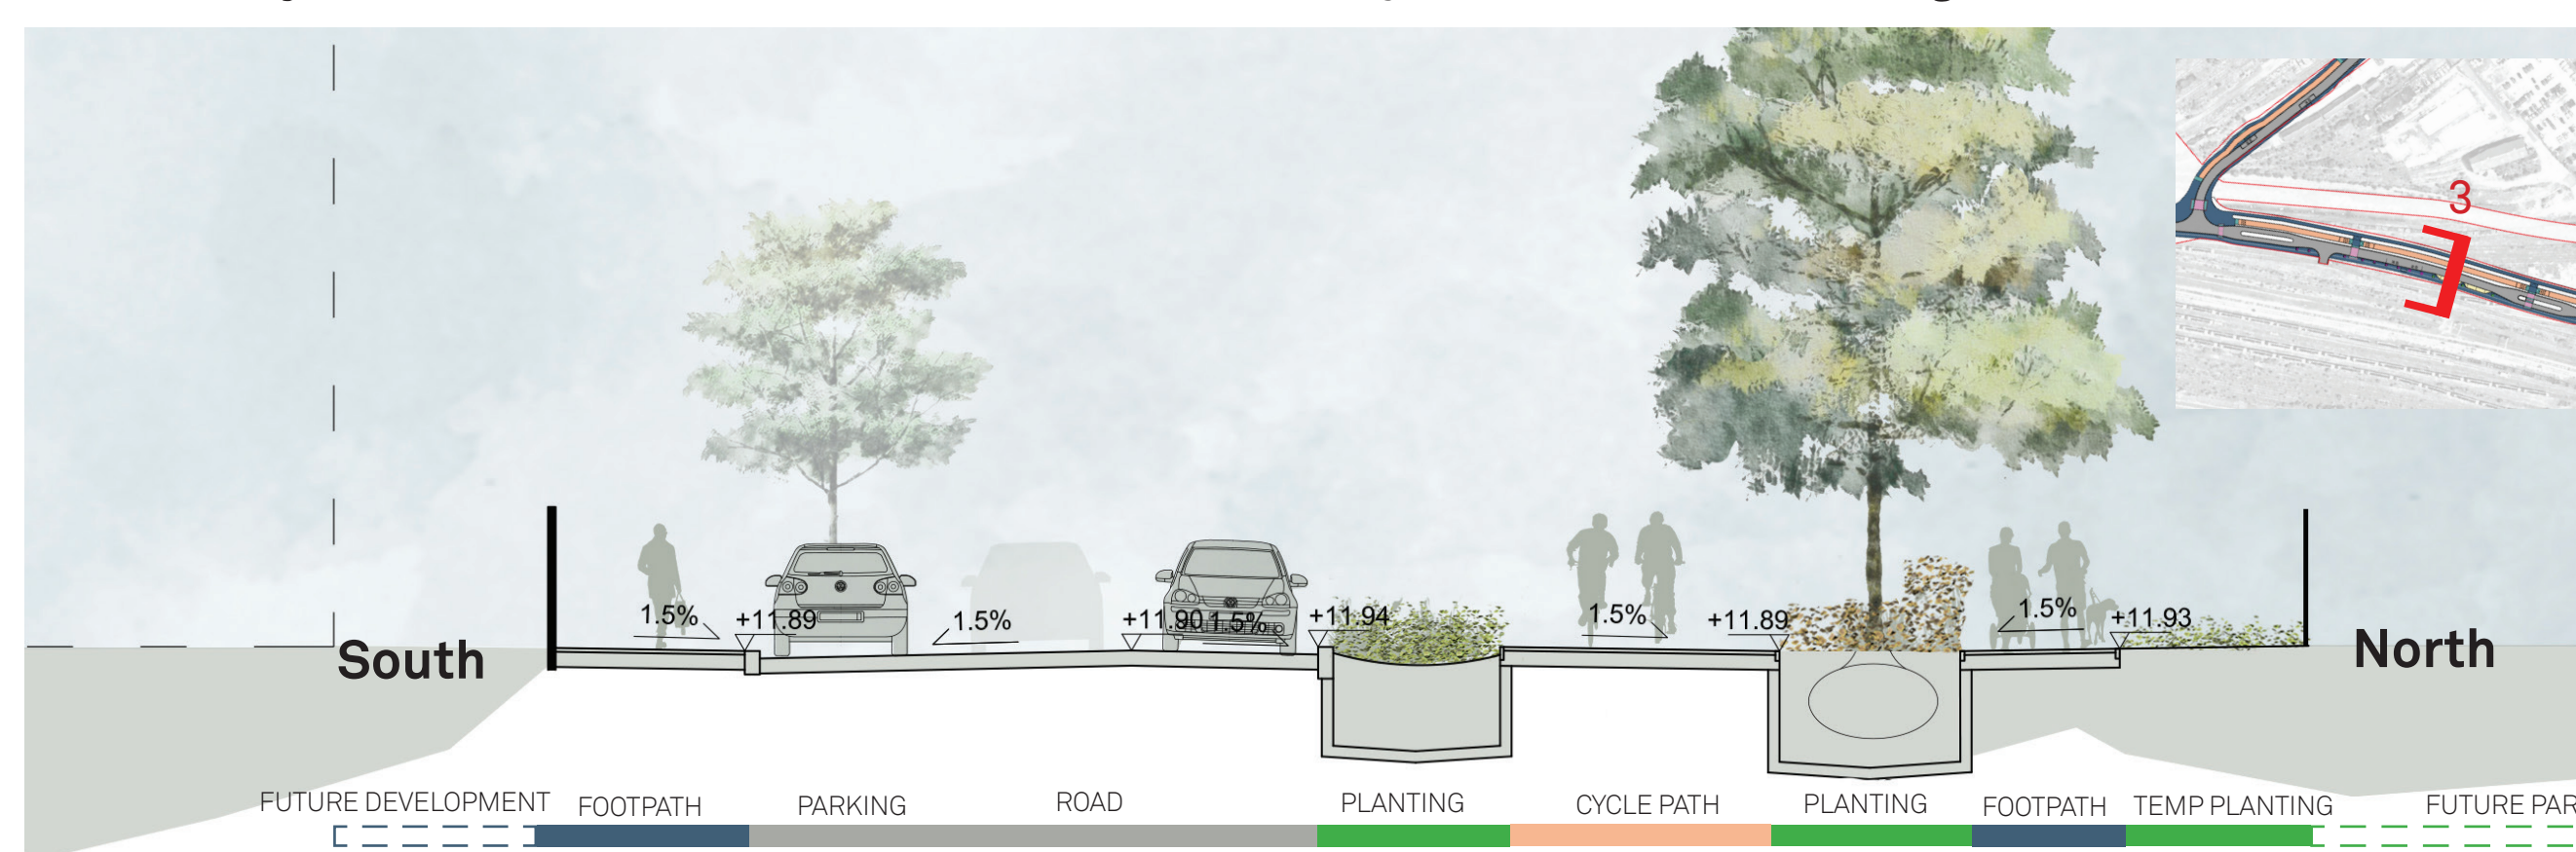 3
1.5%
+11.89
1.5%
+11.90
1.5%
+11.94
1.5%
+11.89
1.5%
+11.93
South
North
FUTURE DEVELOPMENT
FOOTPATH
PARKING
ROAD
PLANTING
CYCLE PATH
PLANTING
FOOTPATH
TEMP PLANTING
FUTURE PAR